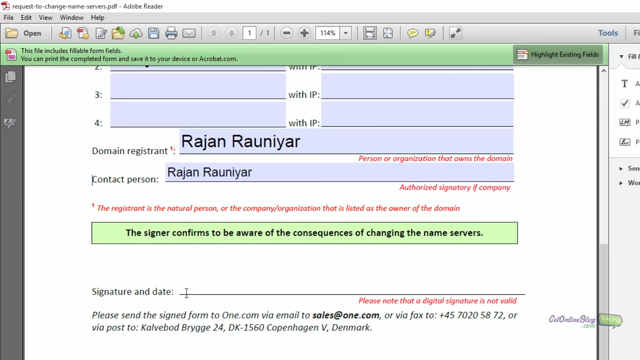 request-to-change-name-servers.pdf - Adobe Reader
File Edit View Window Help
Open 1 / 1 114% Tools
This file includes fillable form fields.
You can print the completed form and save it to your device or Acrobat.com.
Highlight Existing Fields
3: with IP:
4: with IP:
Domain registrant ¹: Rajan Rauniyar
Person or organization that owns the domain
Contact person: Rajan Rauniyar
Authorized signatory if company
¹ The registrant is the natural person, or the company/organization that is listed as the owner of the domain
The signer confirms to be aware of the consequences of changing the name servers.
Signature and date:
Please note that a digital signature is not valid
Please send the signed form to One.com via email to sales@one.com, or via fax to: +45 7020 58 72, or
via post to: Kalvebod Brygge 24, DK-1560 Copenhagen V, Denmark.
GetOnlineBlog